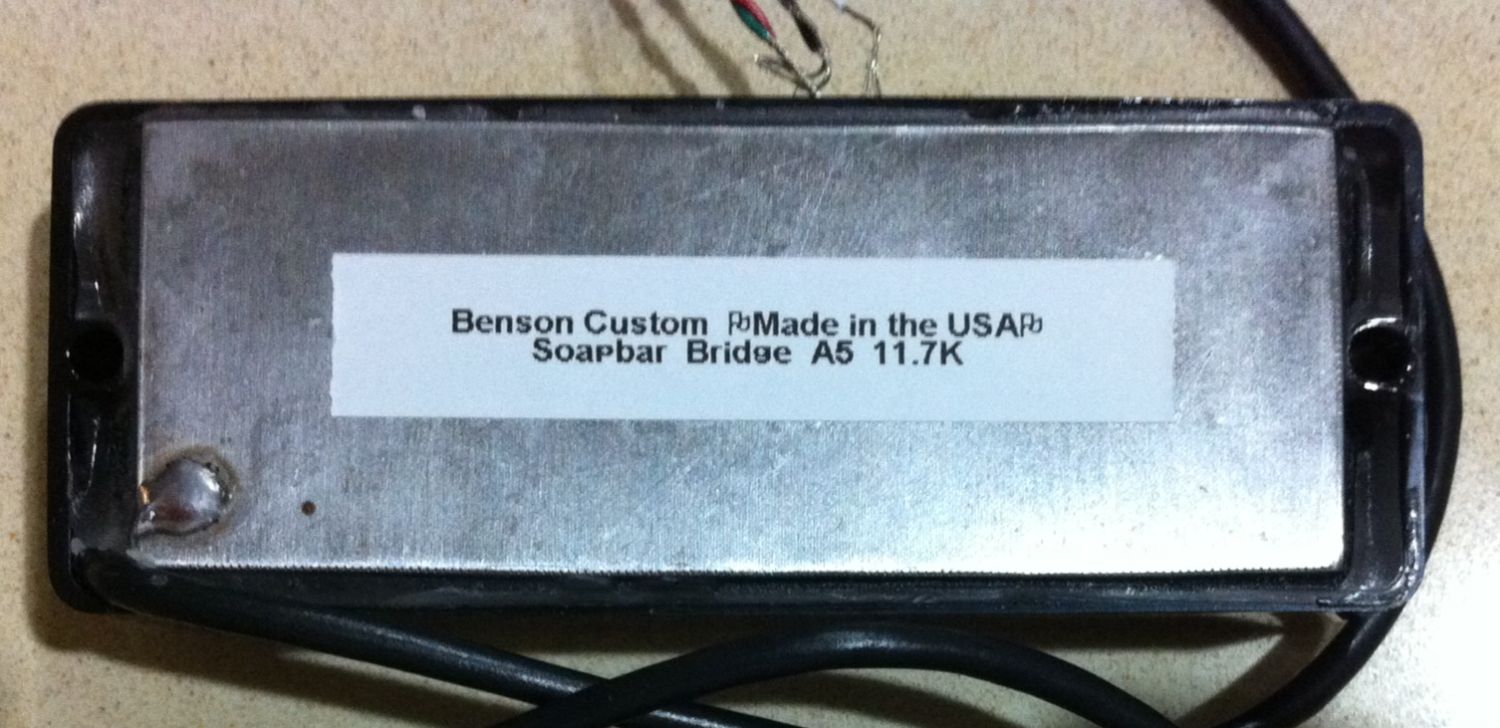 Benson Custom ⅊Made in the USA⅊
Soapbar Bridge A5 11.7K